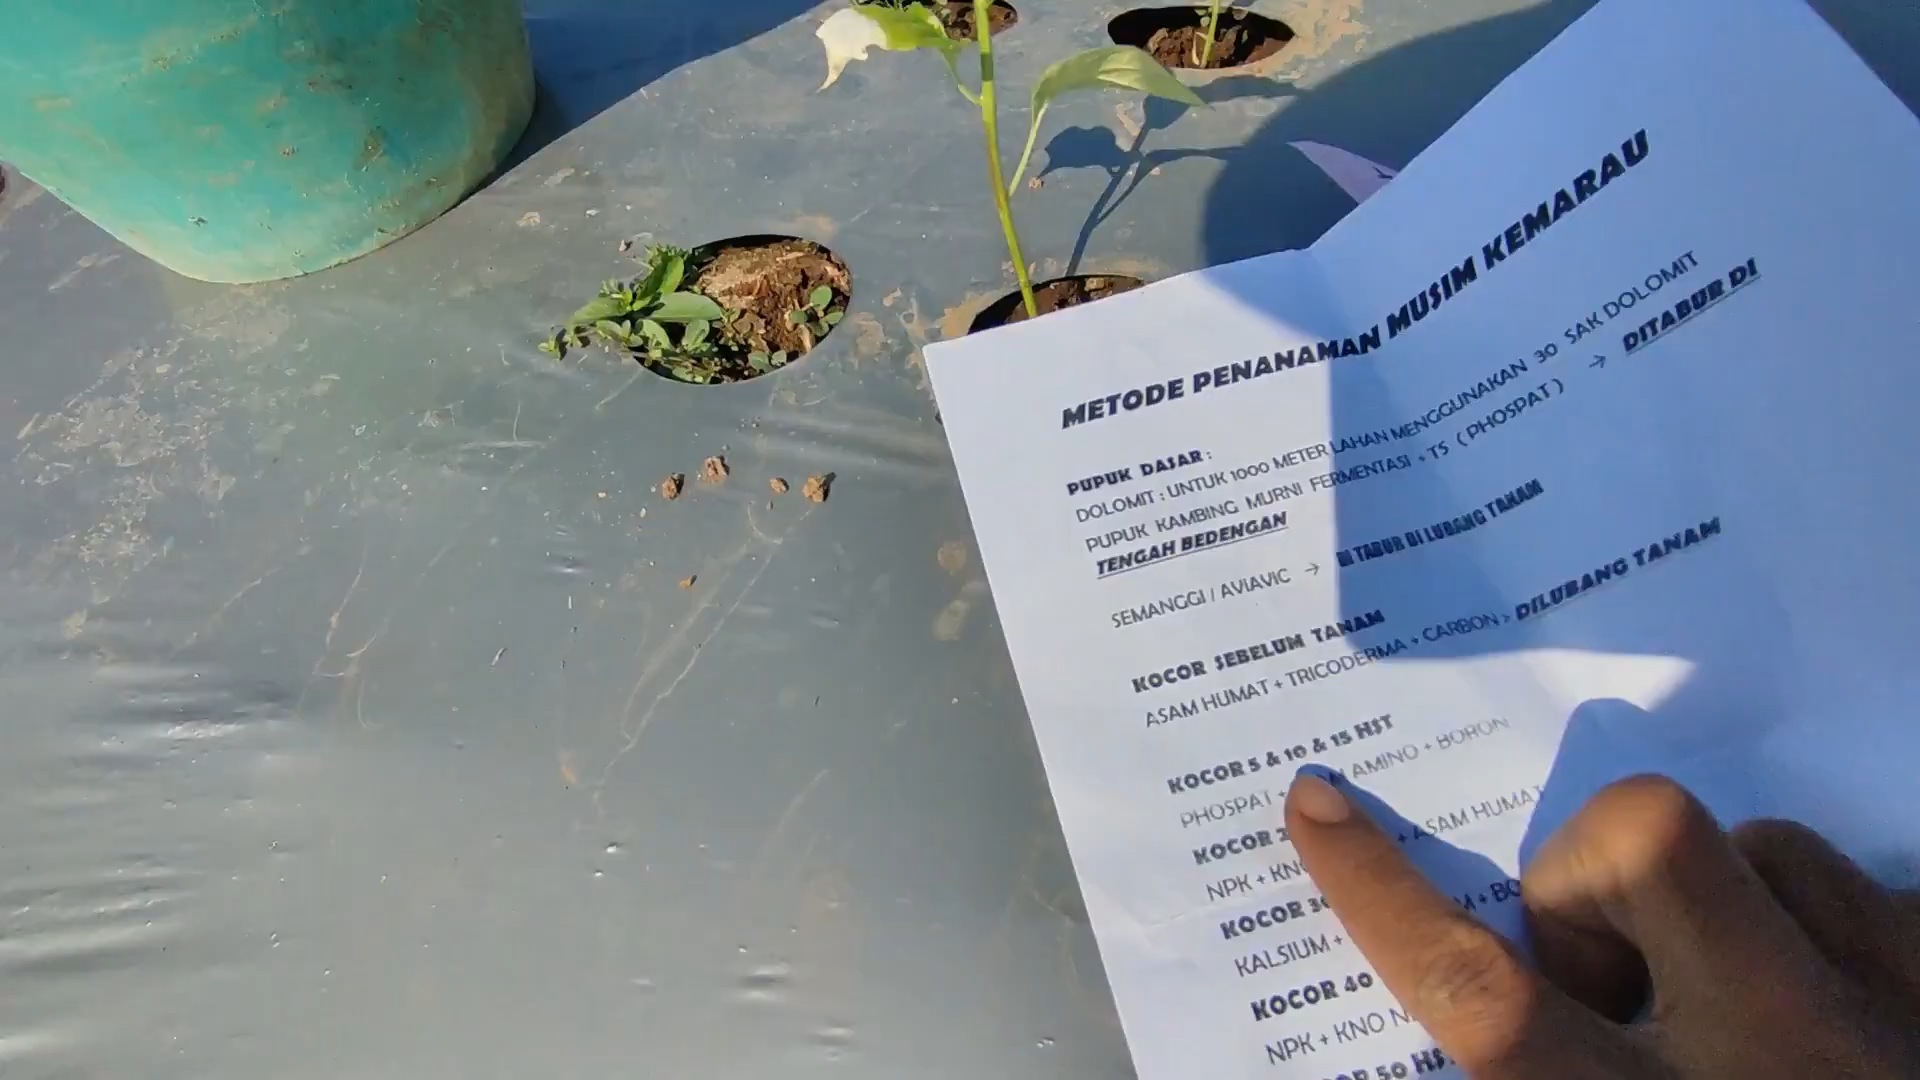 METODE PENANAMAN MUSIM KEMARAU
PUPUK DASAR :
DOLOMIT : UNTUK 1000 METER LAHAN MENGGUNAKAN 30 SAK DOLOMIT
PUPUK KAMBING MURNI FERMENTASI + TS ( PHOSPAT ) → DITABUR DI
TENGAH BEDENGAN
SEMANGGI / AVIAVIC → DI TABUR DI LUBANG TANAM
KOCOR SEBELUM TANAM
ASAM HUMAT + TRICODERMA + CARBON > DILUBANG TANAM
KOCOR 5 & 10 & 15 HST
PHOSPAT + AMINO + BORON
KOCOR
NPK + + ASAM HUMAT
KOCOR
KALSIUM +
KOCOR 40
NPK + KNO
50 HST